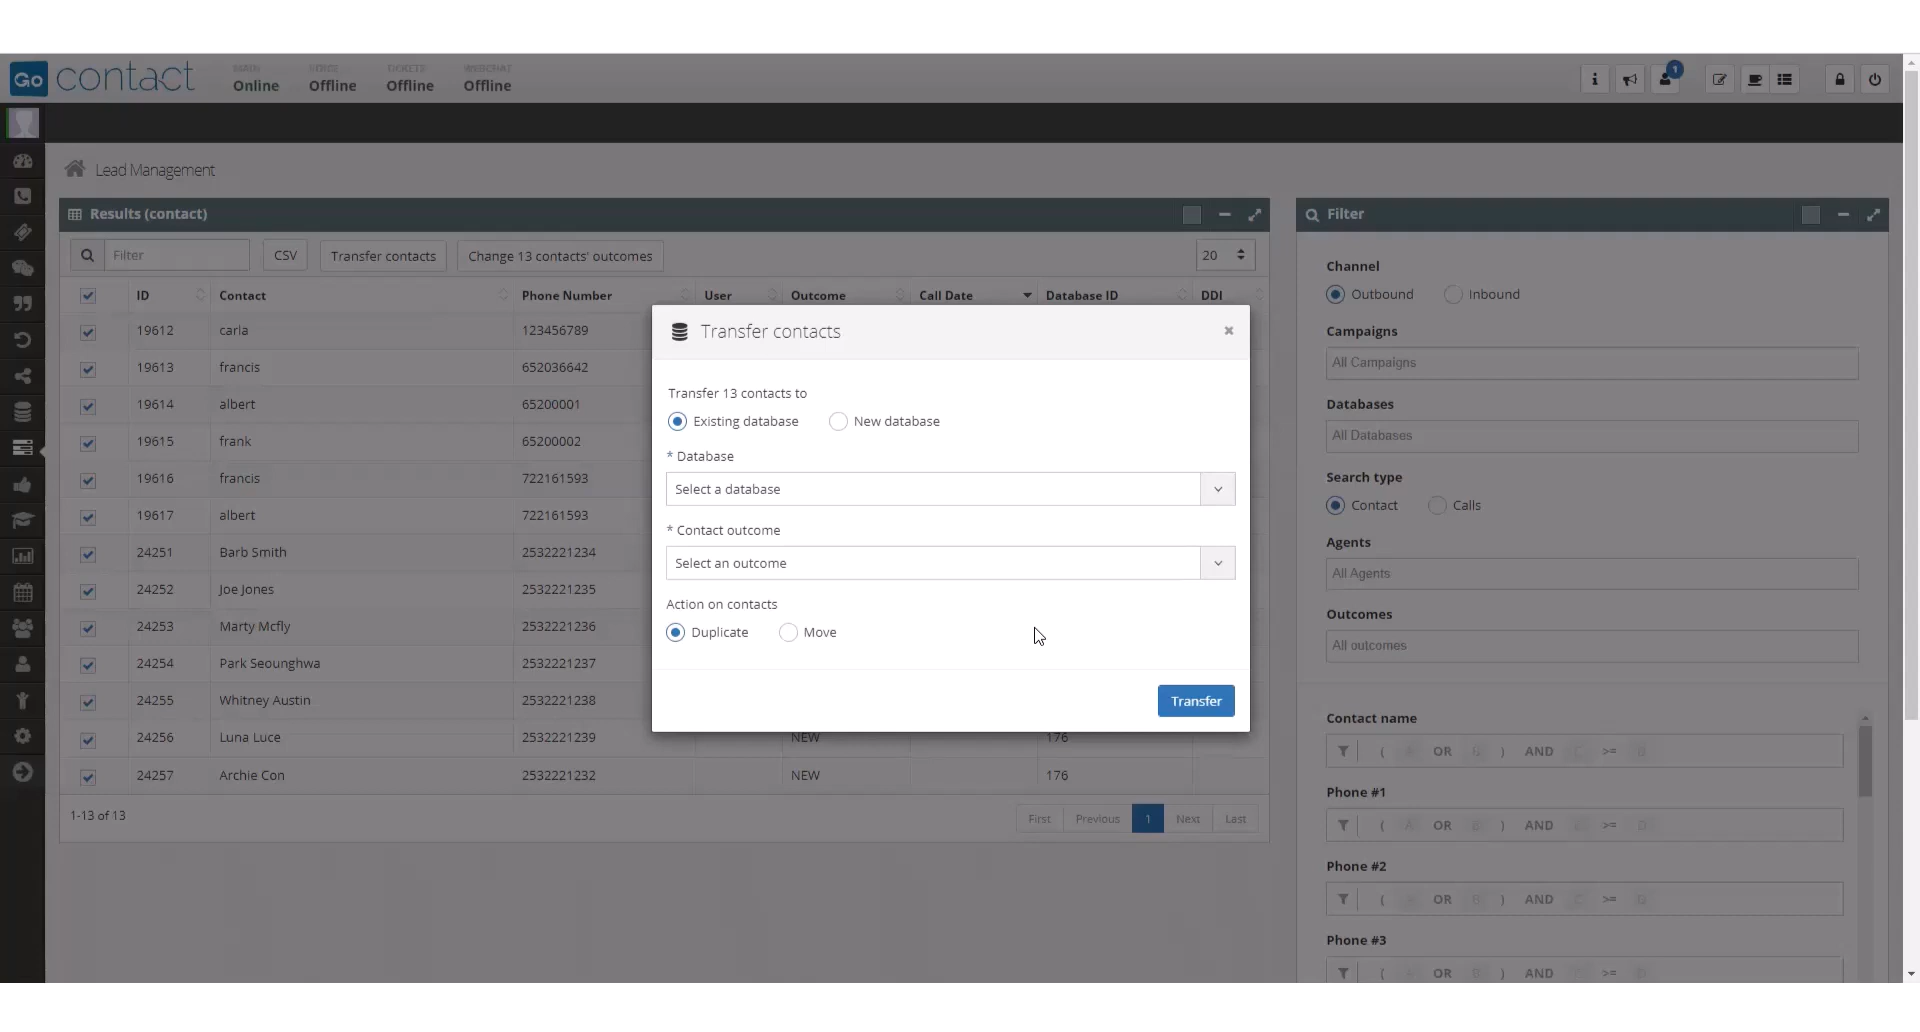 Go contact
MAIN
Online
VOICE
Offline
TICKETS
Offline
WEBCHAT
Offline
1
Lead Management
Results (contact)
Filter
CSV
Transfer contacts
Change 13 contacts' outcomes
20
ID
Contact
Phone Number
User
Outcome
Call Date
Database ID
DDI
19612 carla 123456789
19613 francis 652036642
19614 albert 65200001
19615 frank 65200002
19616 francis 722161593
19617 albert 722161593
24251 Barb Smith 2532221234
24252 Joe Jones 2532221235
24253 Marty Mcfly 2532221236
24254 Park Seounghwa 2532221237
24255 Whitney Austin 2532221238
24256 Luna Luce 2532221239 NEW 176
24257 Archie Con 2532221232 NEW 176
1-13 of 13
First Previous 1 Next Last
Transfer contacts
×
Transfer 13 contacts to
Existing database
New database
* Database
Select a database
* Contact outcome
Select an outcome
Action on contacts
Duplicate
Move
Transfer
Filter
Channel
Outbound
Inbound
Campaigns
All Campaigns
Databases
All Databases
Search type
Contact
Calls
Agents
All Agents
Outcomes
All outcomes
Contact name
( A OR B ) AND C >= D
Phone #1
( A OR B ) AND C >= D
Phone #2
( A OR B ) AND C >= D
Phone #3
( A OR B ) AND C >= D